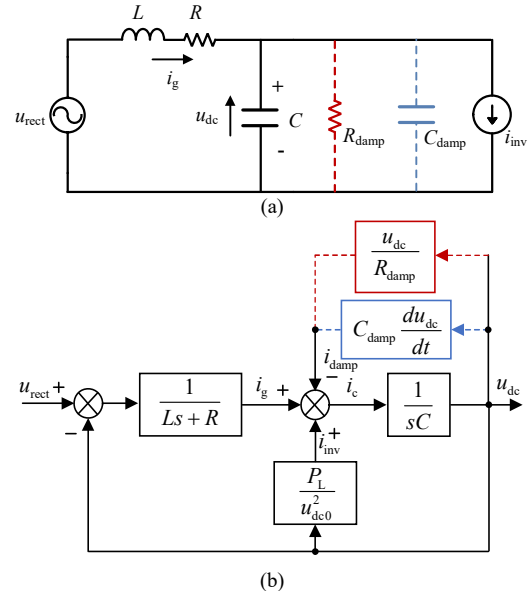 L R
i_g
u_rect
+
u_dc C
-
R_damp C_damp i_inv
(a)
u_dc
R_damp
C_damp du_dc
dt
i_damp
−
u_rect + 1 i_g + i_c 1 u_dc
Ls + R sC
− i_inv +
P_L
u_dc0^2
(b)